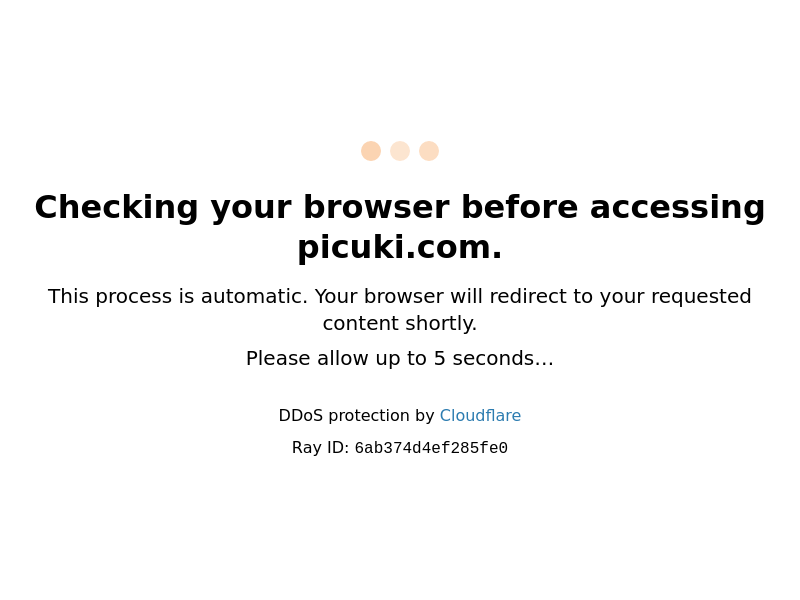 Checking your browser before accessing
picuki.com.
This process is automatic. Your browser will redirect to your requested
content shortly.
Please allow up to 5 seconds…
DDoS protection by Cloudflare
Ray ID: 6ab374d4ef285fe0